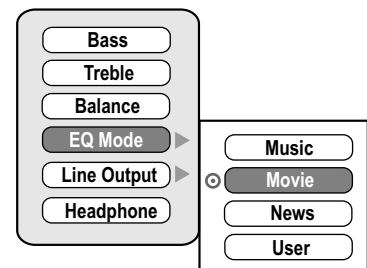 Bass
Treble
Balance
EQ Mode
Line Output
Headphone
Music
Movie
News
User